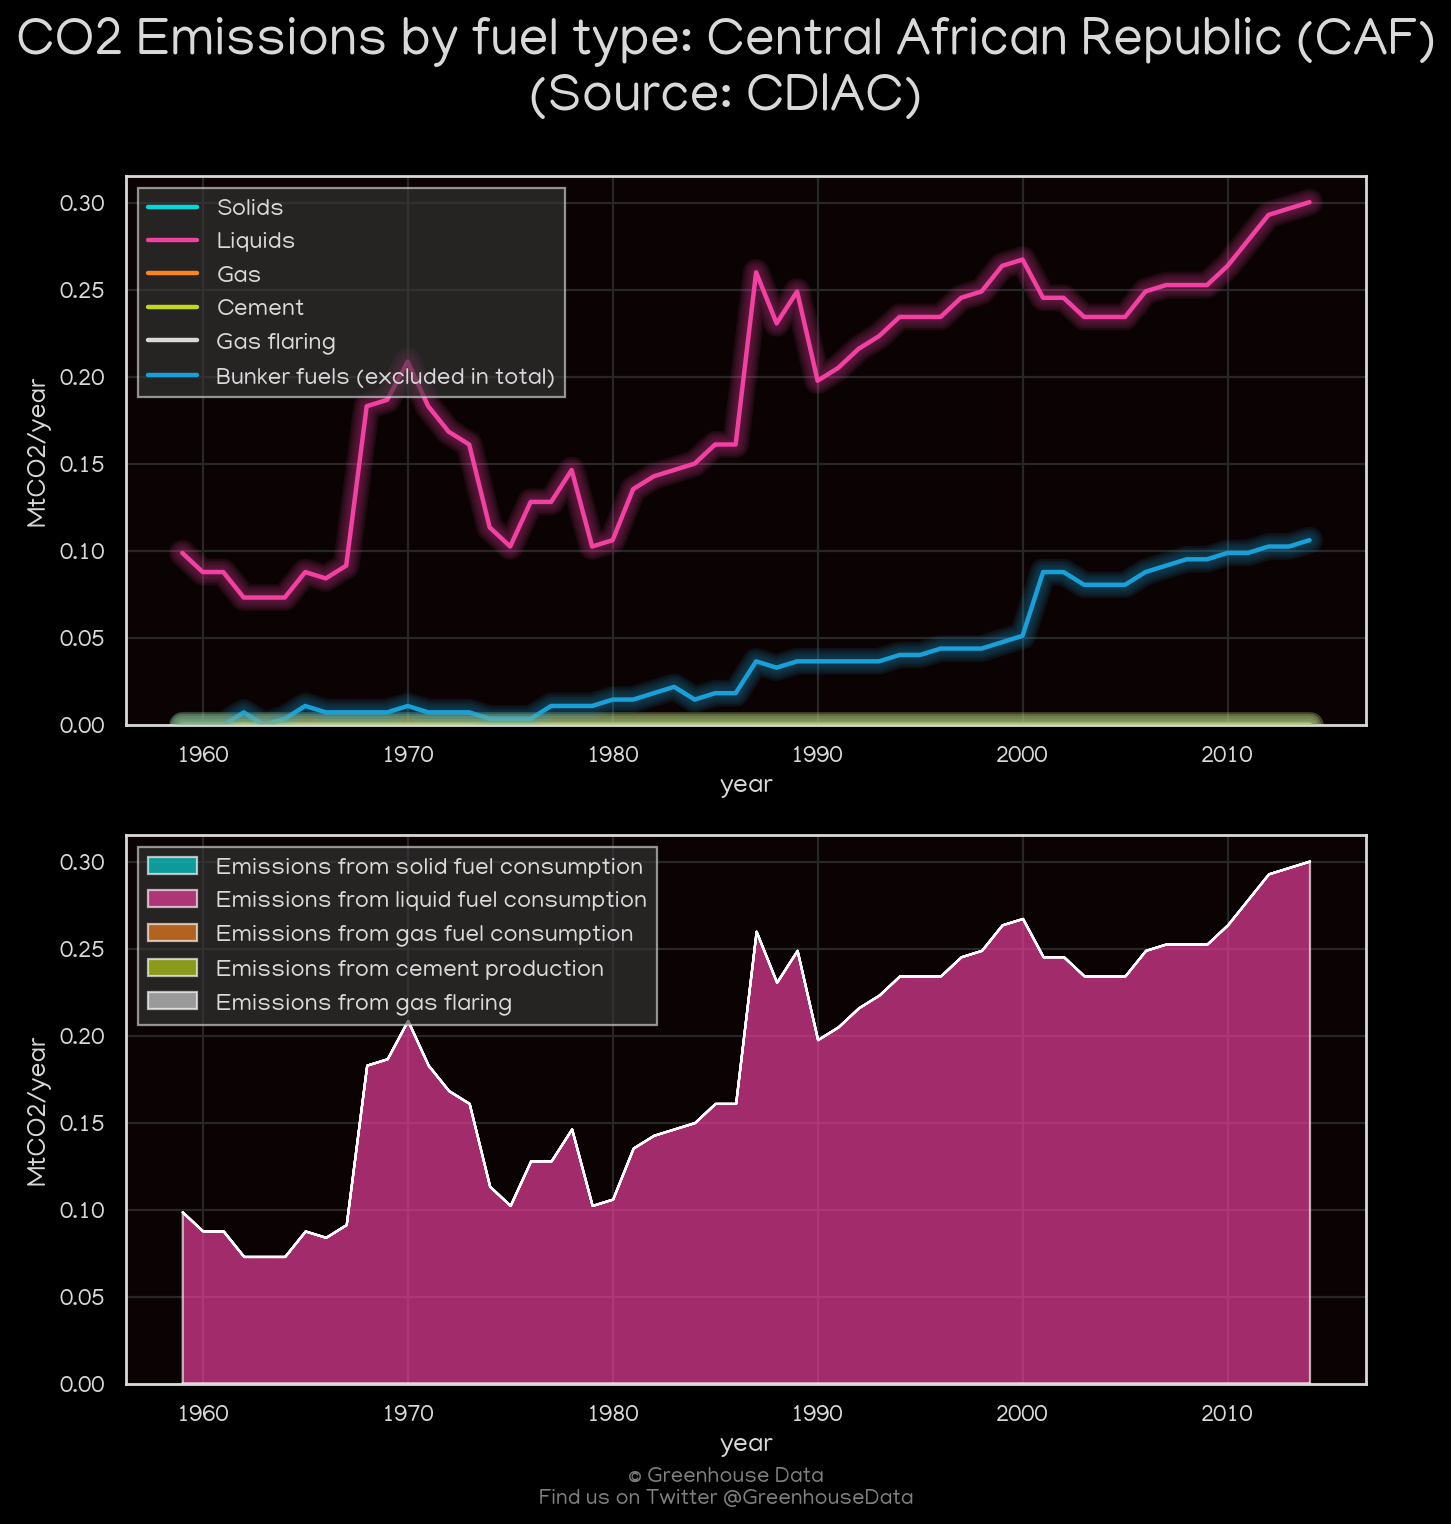 CO2 Emissions by fuel type: Central African Republic (CAF)
(Source: CDIAC)
0.30
0.25
0.20
0.15
0.10
0.05
0.00
MtCO2/year
Solids
Liquids
Gas
Cement
Gas flaring
Bunker fuels (excluded in total)
1960 1970 1980 1990 2000 2010
year
0.30
0.25
0.20
0.15
0.10
0.05
0.00
MtCO2/year
Emissions from solid fuel consumption
Emissions from liquid fuel consumption
Emissions from gas fuel consumption
Emissions from cement production
Emissions from gas flaring
1960 1970 1980 1990 2000 2010
year
© Greenhouse Data
Find us on Twitter @GreenhouseData